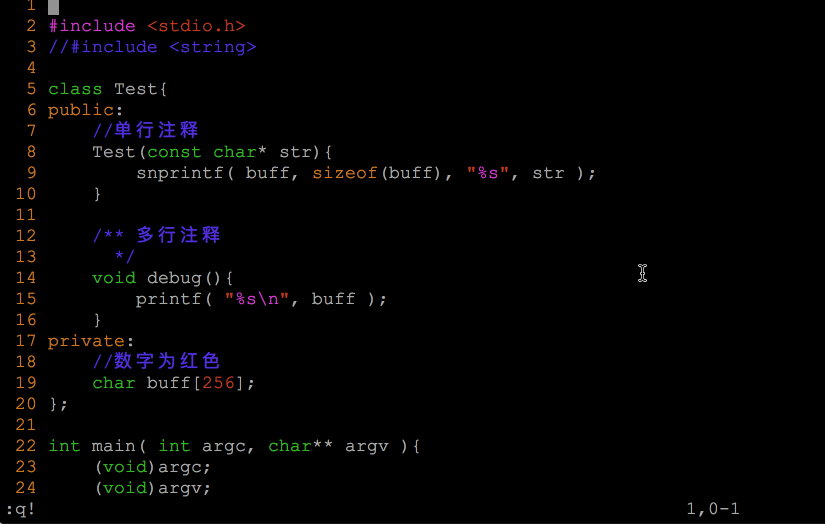 1
2 #include <stdio.h>
3 //#include <string>
4
5 class Test{
6 public:
7     //单行注释
8     Test(const char* str){
9         snprintf( buff, sizeof(buff), "%s", str );
10     }
11
12     /** 多行注释
13       */
14     void debug(){
15         printf( "%s\n", buff );
16     }
17 private:
18     //数字为红色
19     char buff[256];
20 };
21
22 int main( int argc, char** argv ){
23     (void)argc;
24     (void)argv;
:q! 1,0-1